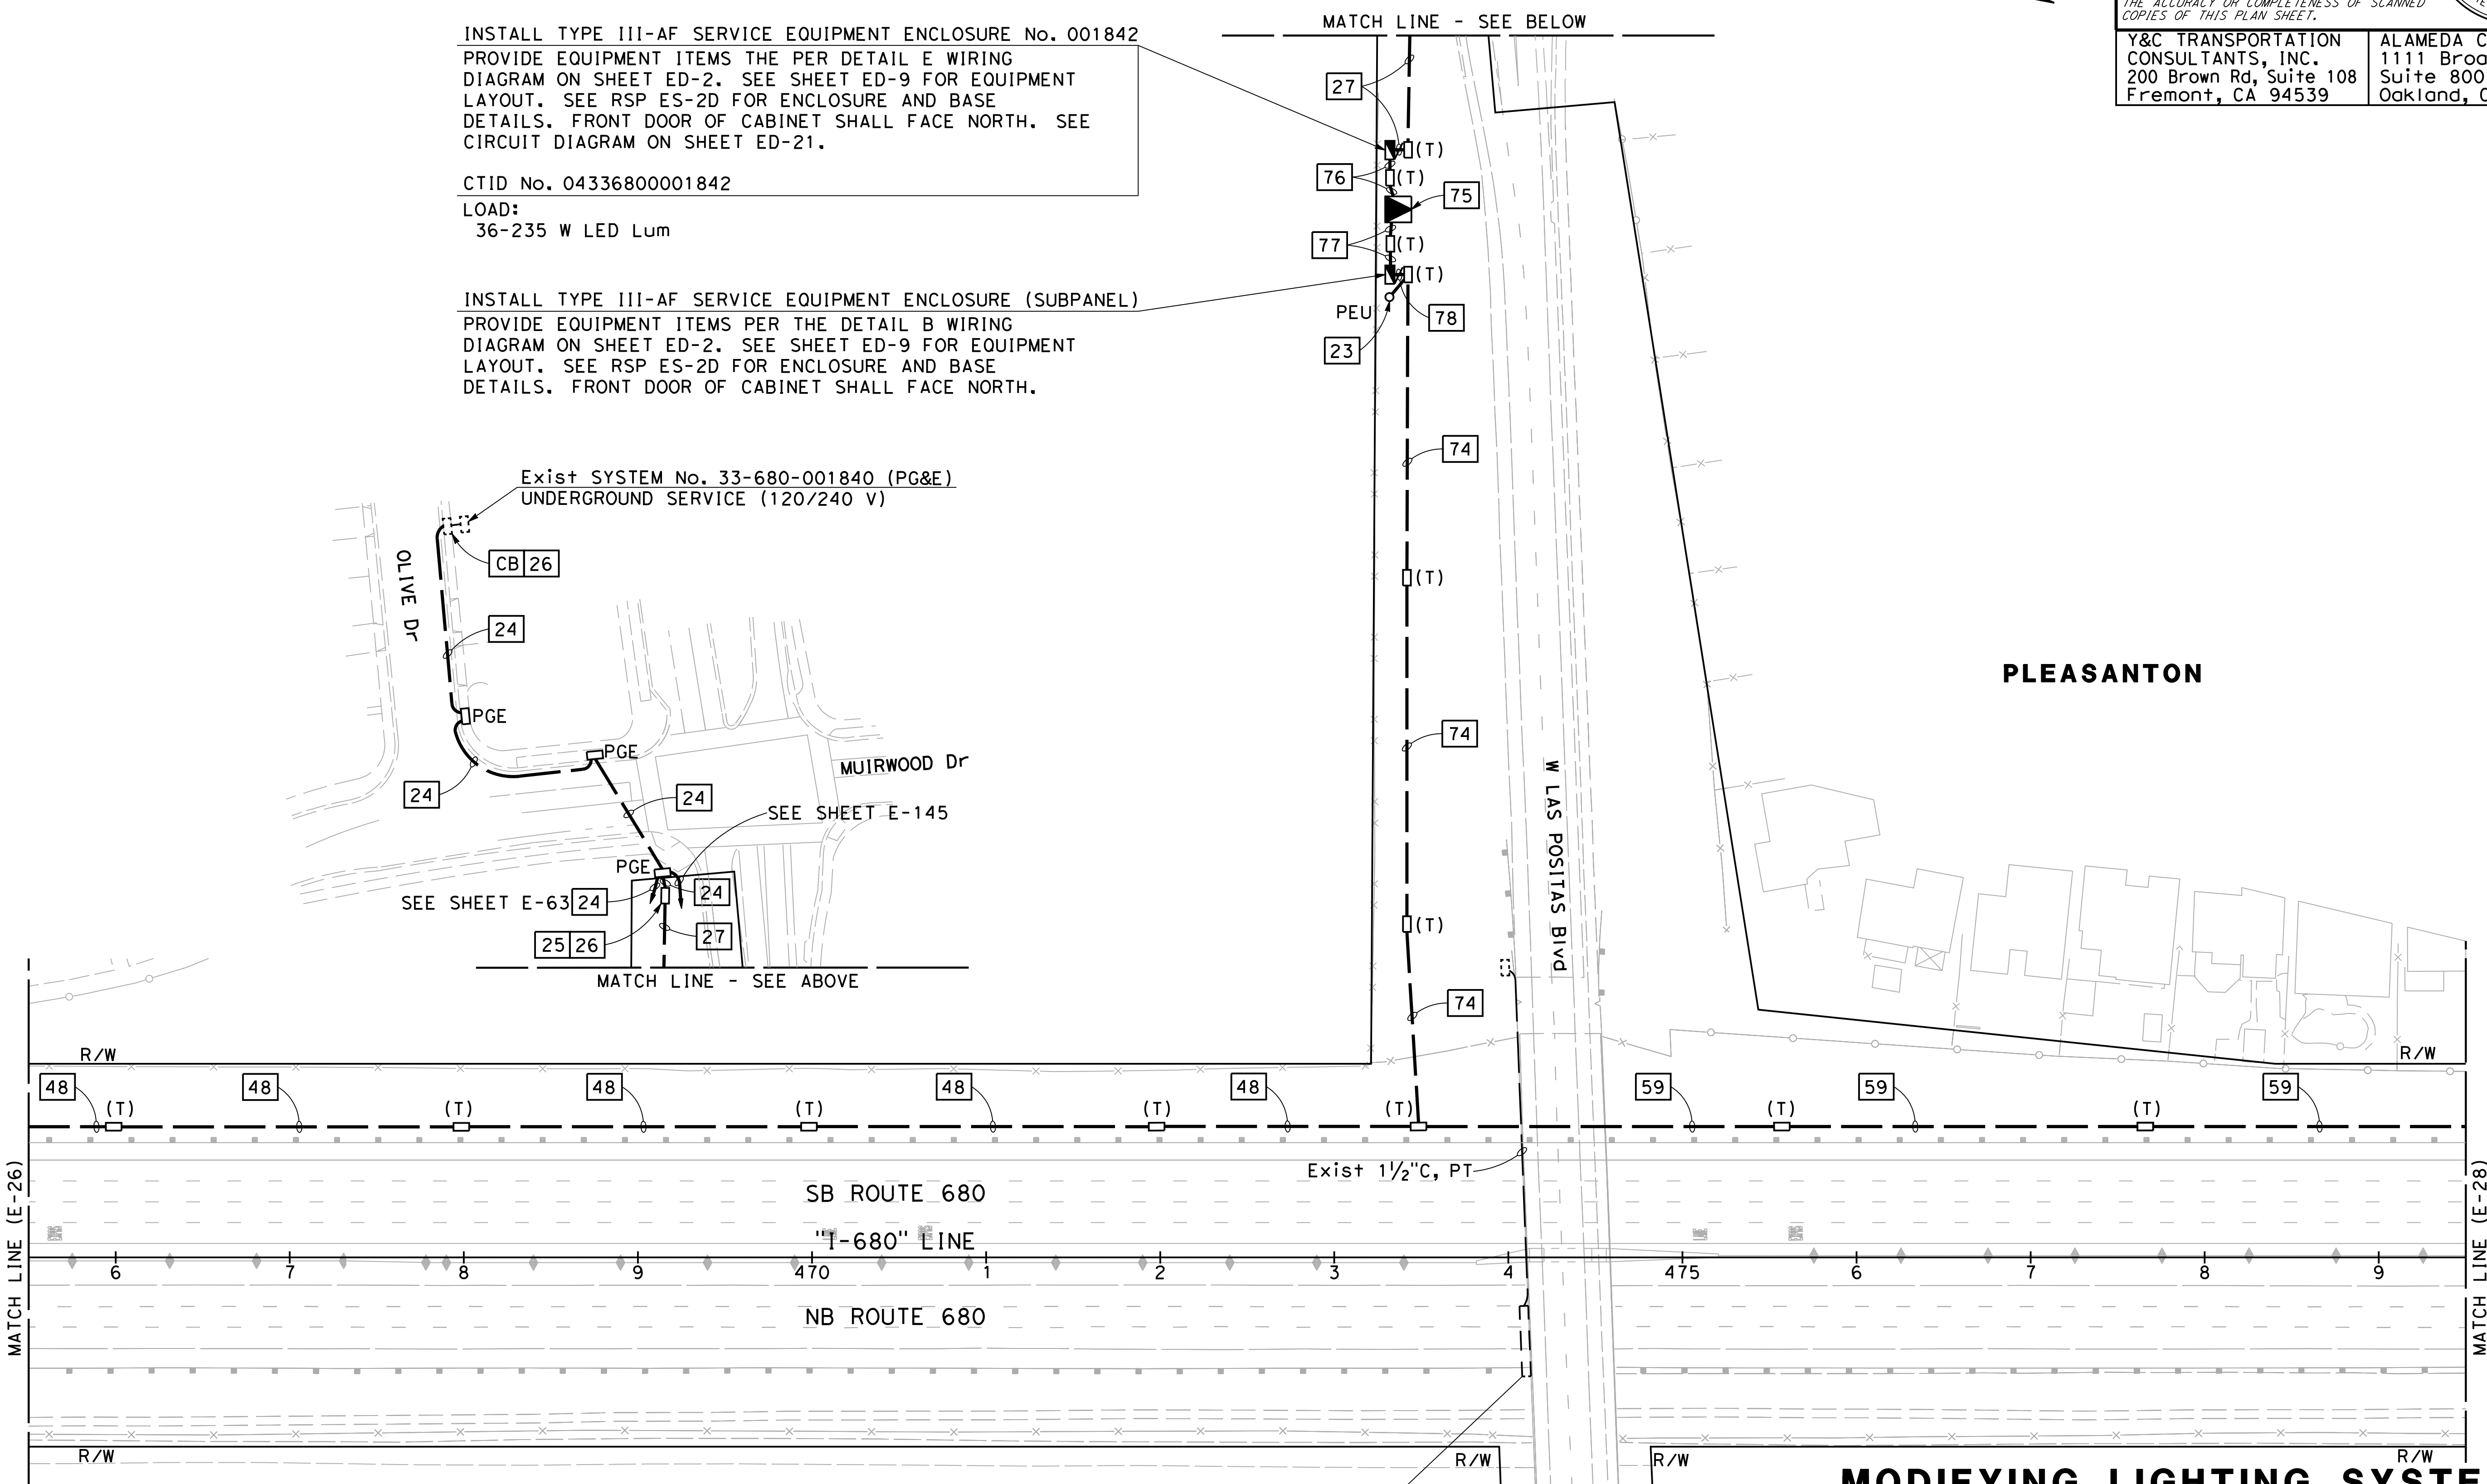 THE ACCURACY OR COMPLETENESS OF SCANNED
COPIES OF THIS PLAN SHEET.
Y&C TRANSPORTATION
CONSULTANTS, INC.
200 Brown Rd, Suite 108
Fremont, CA 94539
ALAMEDA
1111
Suite 800
Oakland,
MATCH LINE - SEE BELOW
INSTALL TYPE III-AF SERVICE EQUIPMENT ENCLOSURE No. 001842
PROVIDE EQUIPMENT ITEMS THE PER DETAIL E WIRING
DIAGRAM ON SHEET ED-2. SEE SHEET ED-9 FOR EQUIPMENT
LAYOUT. SEE RSP ES-2D FOR ENCLOSURE AND BASE
DETAILS. FRONT DOOR OF CABINET SHALL FACE NORTH. SEE
CIRCUIT DIAGRAM ON SHEET ED-21.
CTID No. 04336800001842
LOAD:
36-235 W LED Lum
INSTALL TYPE III-AF SERVICE EQUIPMENT ENCLOSURE (SUBPANEL)
PROVIDE EQUIPMENT ITEMS PER THE DETAIL B WIRING
DIAGRAM ON SHEET ED-2. SEE SHEET ED-9 FOR EQUIPMENT
LAYOUT. SEE RSP ES-2D FOR ENCLOSURE AND BASE
DETAILS. FRONT DOOR OF CABINET SHALL FACE NORTH.
27
(T)
76
(T)
75
77
(T)
(T)
PEU
78
23
74
(T)
74
(T)
74
W LAS POSITAS Blvd
PLEASANTON
Exist SYSTEM No. 33-680-001840 (PG&E)
UNDERGROUND SERVICE (120/240 V)
CB 26
OLIVE Dr
24
PGE
PGE
24
24
MUIRWOOD Dr
SEE SHEET E-145
PGE
SEE SHEET E-63
24
24
25 26
27
MATCH LINE - SEE ABOVE
R/W
R/W
48
48
48
48
48
59
59
59
(T)
(T)
(T)
(T)
(T)
(T)
(T)
Exist 1½"C, PT
SB ROUTE 680
"I-680" LINE
6 7 8 9 470 1 2 3 4 475 6 7 8 9
NB ROUTE 680
MATCH LINE (E-26)
MATCH LINE (E-28)
R/W
R/W
R/W
R/W
MODIFYING LIGHTING